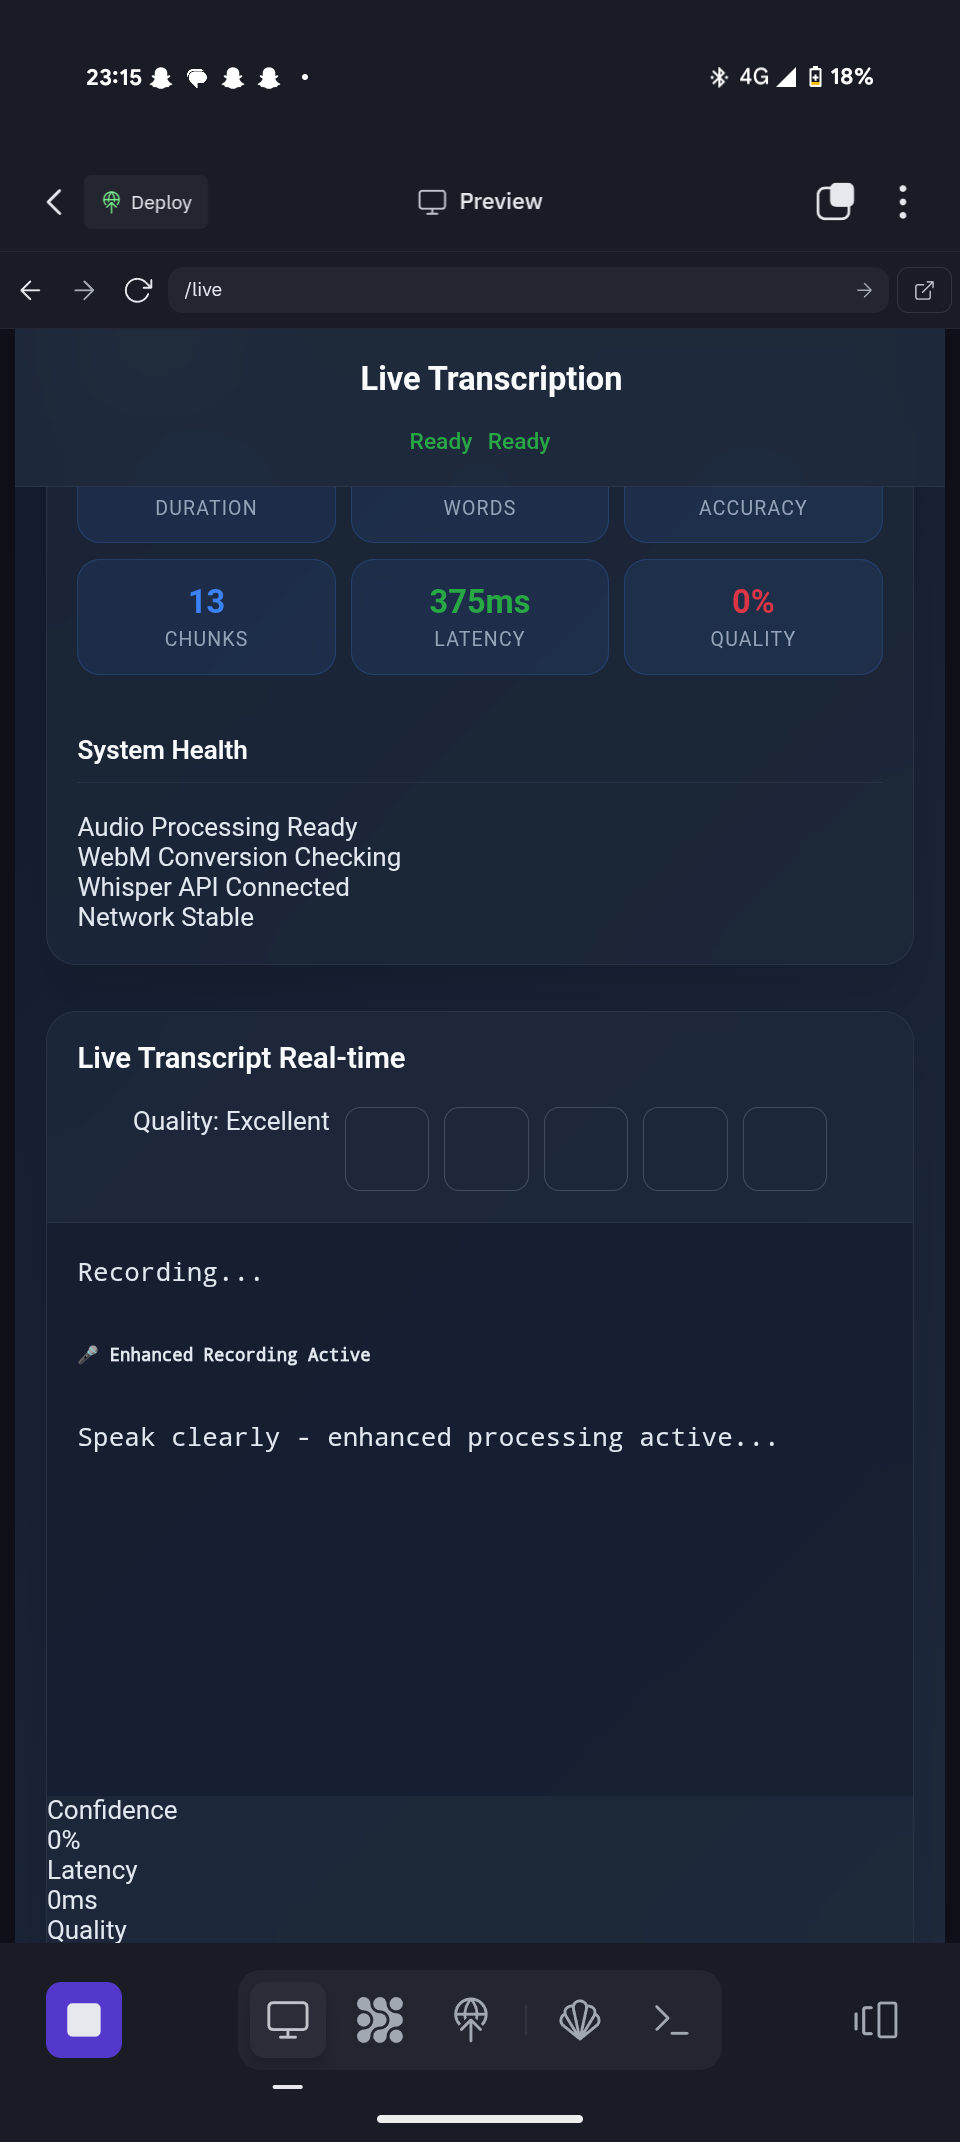 23:15
4G 18%
Deploy
Preview
/live
Live Transcription
Ready Ready
DURATION WORDS ACCURACY
13 375ms 0%
CHUNKS LATENCY QUALITY
System Health
Audio Processing Ready
WebM Conversion Checking
Whisper API Connected
Network Stable
Live Transcript Real-time
Quality: Excellent
Recording...
🎤 Enhanced Recording Active
Speak clearly - enhanced processing active...
Confidence
0%
Latency
0ms
Quality